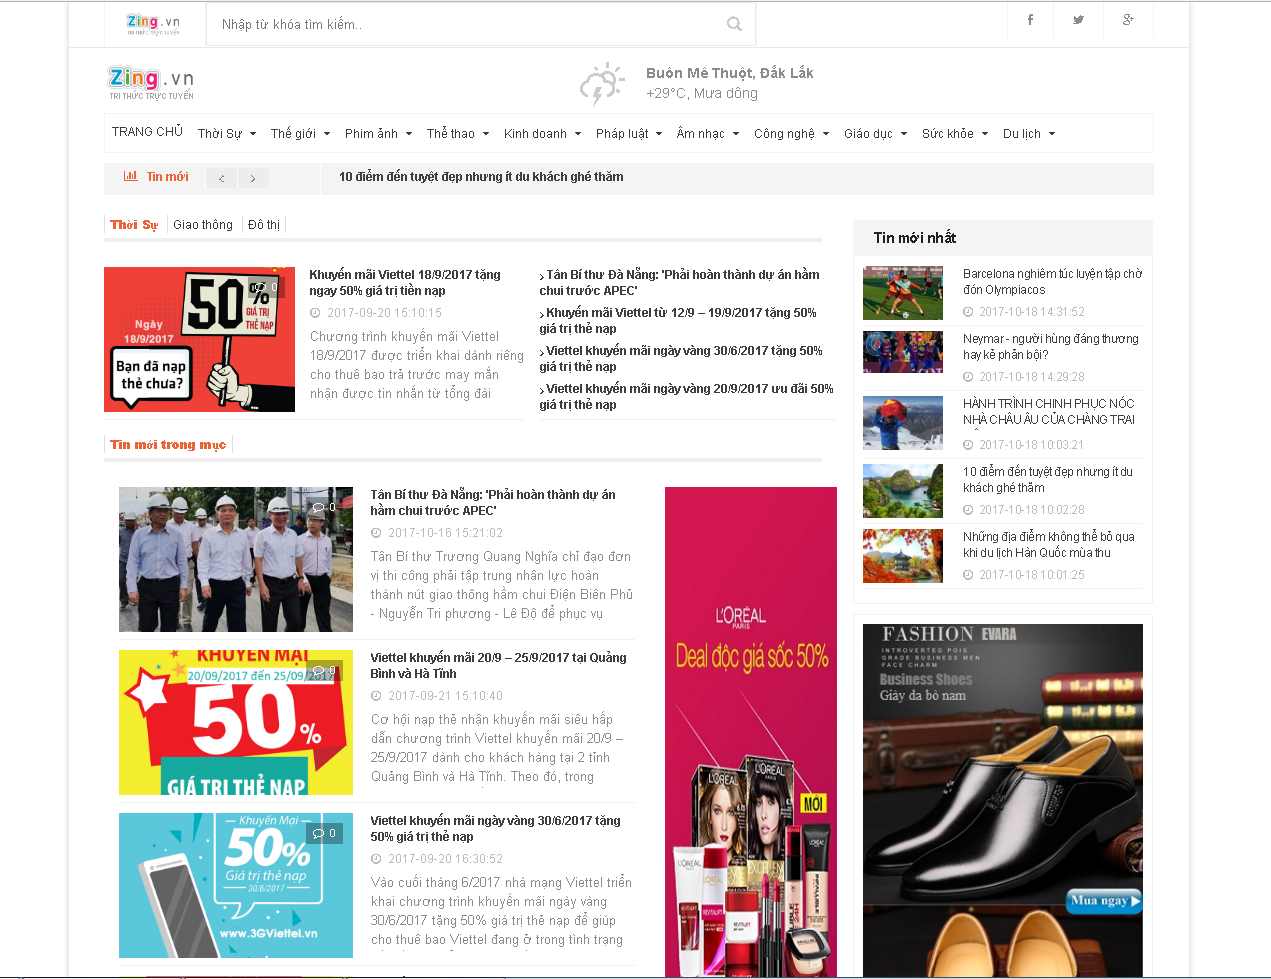 Zing.vn
TRI THỨC TRỰC TUYẾN
Nhập từ khóa tìm kiếm..
Zing.vn
TRI THỨC TRỰC TUYẾN
Buôn Mê Thuột, Đắk Lắk
+29°C, Mưa dông
TRANG CHỦ Thời Sự Thế giới Phim ảnh Thể thao Kinh doanh Pháp luật Âm nhạc Công nghệ Giáo dục Sức khỏe Du lịch
Tin mới
10 điểm đến tuyệt đẹp nhưng ít du khách ghé thăm
Thời Sự Giao thông Đô thị
0
50%
GIÁ TRỊ
THẺ NẠP
Ngày
18/9/2017
Bạn đã nạp
thẻ chưa?
Khuyến mãi Viettel 18/9/2017 tặng
ngay 50% giá trị tiền nạp
2017-09-20 15:10:15
Chương trình khuyến mãi Viettel
18/9/2017 được triển khai dành riêng
cho thuê bao trả trước may mắn
nhận được tin nhắn từ tổng đài
Tân Bí thư Đà Nẵng: 'Phải hoàn thành dự án hầm
chui trước APEC'
Khuyến mãi Viettel từ 12/9 – 19/9/2017 tặng 50%
giá trị thẻ nạp
Viettel khuyến mãi ngày vàng 30/6/2017 tặng 50%
giá trị thẻ nạp
Viettel khuyến mãi ngày vàng 20/9/2017 ưu đãi 50%
giá trị thẻ nạp
Tin mới trong mục
0
Tân Bí thư Đà Nẵng: 'Phải hoàn thành dự án
hầm chui trước APEC'
2017-10-16 15:21:02
Tân Bí thư Trương Quang Nghĩa chỉ đạo đơn
vị thi công phải tập trung nhân lực hoàn
thành nút giao thông hầm chui Điện Biên Phủ
- Nguyễn Tri phương - Lê Độ để phục vụ
KHUYẾN MẠI
0
20/09/2017 đến 25/09/2017
50%
GIÁ TRỊ THẺ NẠP
Viettel khuyến mãi 20/9 – 25/9/2017 tại Quảng
Bình và Hà Tĩnh
2017-09-21 15:10:40
Cơ hội nạp thẻ nhận khuyến mãi siêu hấp
dẫn chương trình Viettel khuyến mãi 20/9 –
25/9/2017 dành cho khách hàng tại 2 tỉnh
Quảng Bình và Hà Tĩnh. Theo đó, trong
Khuyến Mại
0
50%
Giá trị thẻ nạp
30/6/2017
www.3GViettel.vn
Viettel khuyến mãi ngày vàng 30/6/2017 tặng
50% giá trị thẻ nạp
2017-09-20 16:30:52
Vào cuối tháng 6/2017 nhà mạng Viettel triển
khai chương trình khuyến mãi ngày vàng
30/6/2017 tặng 50% giá trị thẻ nạp để giúp
cho thuê bao Viettel đang ở trong tình trạng
L'ORÉAL
PARIS
Deal độc giá sốc 50%
L'ORÉAL
L'ORÉAL
MỚI
EXCELLENCE
L'ORÉAL
REVITALIFT
REVITALIFT
Tin mới nhất
Barcelona nghiêm túc luyện tập chờ
đón Olympiacos
2017-10-18 14:31:52
Neymar - người hùng đáng thương
hay kẻ phản bội?
2017-10-18 14:29:28
HÀNH TRÌNH CHINH PHỤC NÓC
NHÀ CHÂU ÂU CỦA CHÀNG TRAI
2017-10-18 10:03:21
10 điểm đến tuyệt đẹp nhưng ít du
khách ghé thăm
2017-10-18 10:02:28
Những địa điểm không thể bỏ qua
khi du lịch Hàn Quốc mùa thu
2017-10-18 10:01:25
FASHION EVARA
INTROVERTED POIS
GRADE BUSINESS MEN
FACE CHARM
Business Shoes
Giày da bò nam
Mua ngay